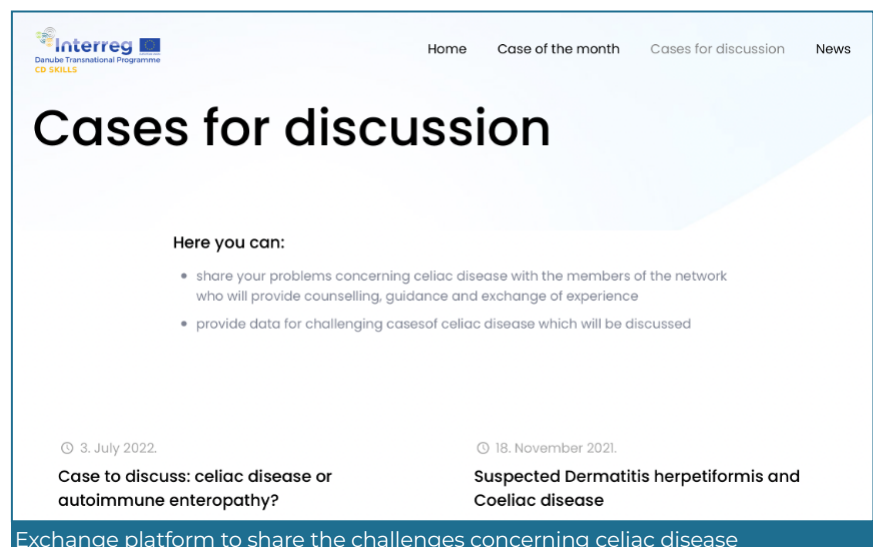 Interreg
Danube Transnational Programme
CD SKILLS
Home Case of the month Cases for discussion News
Cases for discussion
Here you can:
• share your problems concerning celiac disease with the members of the network
who will provide counselling, guidance and exchange of experience
• provide data for challenging casesof celiac disease which will be discussed
3. July 2022.
Case to discuss: celiac disease or
autoimmune enteropathy?
18. November 2021.
Suspected Dermatitis herpetiformis and
Coeliac disease
Exchange platform to share the challenges concerning celiac disease